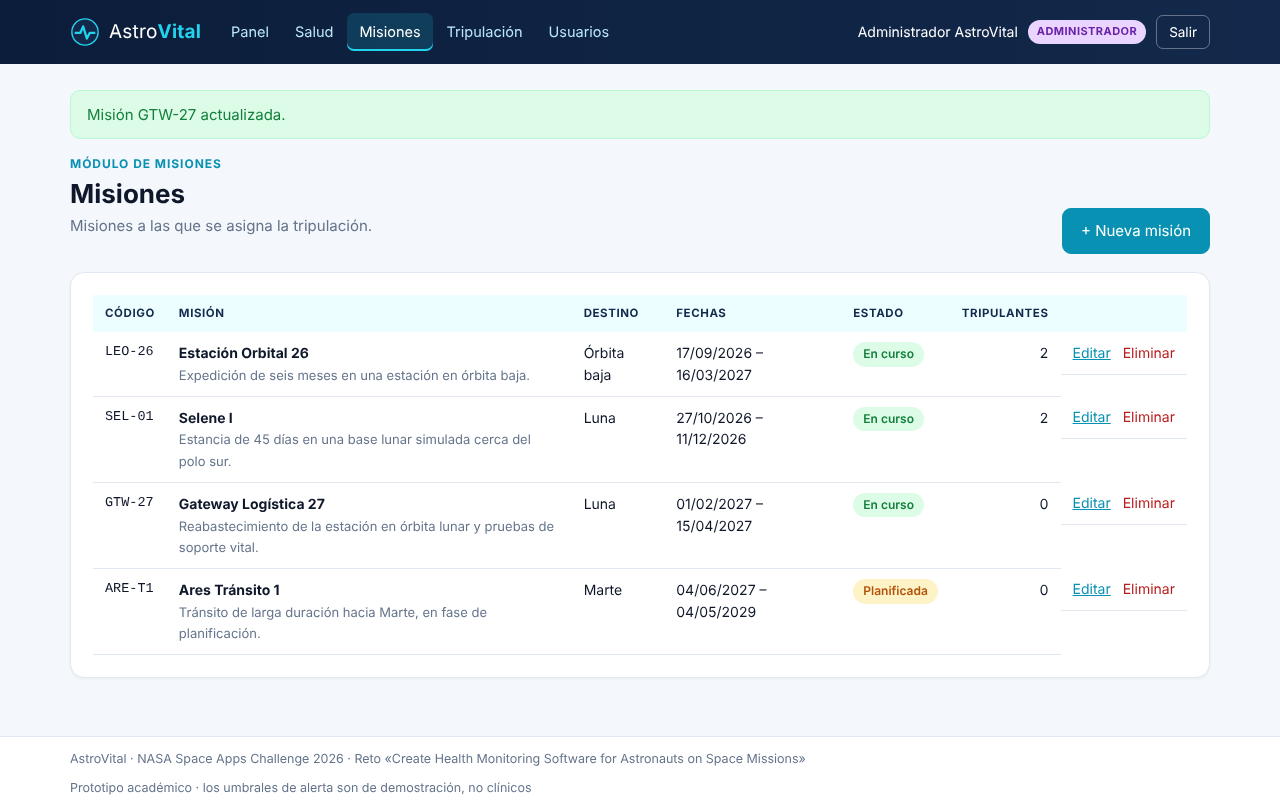 AstroVital Panel Salud Misiones Tripulación Usuarios Administrador AstroVital ADMINISTRADOR Salir
Misión GTW-27 actualizada.
MÓDULO DE MISIONES
Misiones
Misiones a las que se asigna la tripulación.
+ Nueva misión
CÓDIGO MISIÓN DESTINO FECHAS ESTADO TRIPULANTES
LEO-26 Estación Orbital 26 Órbita 17/09/2026 – En curso 2 Editar Eliminar
Expedición de seis meses en una estación en órbita baja. baja 16/03/2027
SEL-01 Selene I Luna 27/10/2026 – En curso 2 Editar Eliminar
Estancia de 45 días en una base lunar simulada cerca del 11/12/2026
polo sur.
GTW-27 Gateway Logística 27 Luna 01/02/2027 – En curso 0 Editar Eliminar
Reabastecimiento de la estación en órbita lunar y pruebas de 15/04/2027
soporte vital.
ARE-T1 Ares Tránsito 1 Marte 04/06/2027 – Planificada 0 Editar Eliminar
Tránsito de larga duración hacia Marte, en fase de 04/05/2029
planificación.
AstroVital · NASA Space Apps Challenge 2026 · Reto «Create Health Monitoring Software for Astronauts on Space Missions»
Prototipo académico · los umbrales de alerta son de demostración, no clínicos